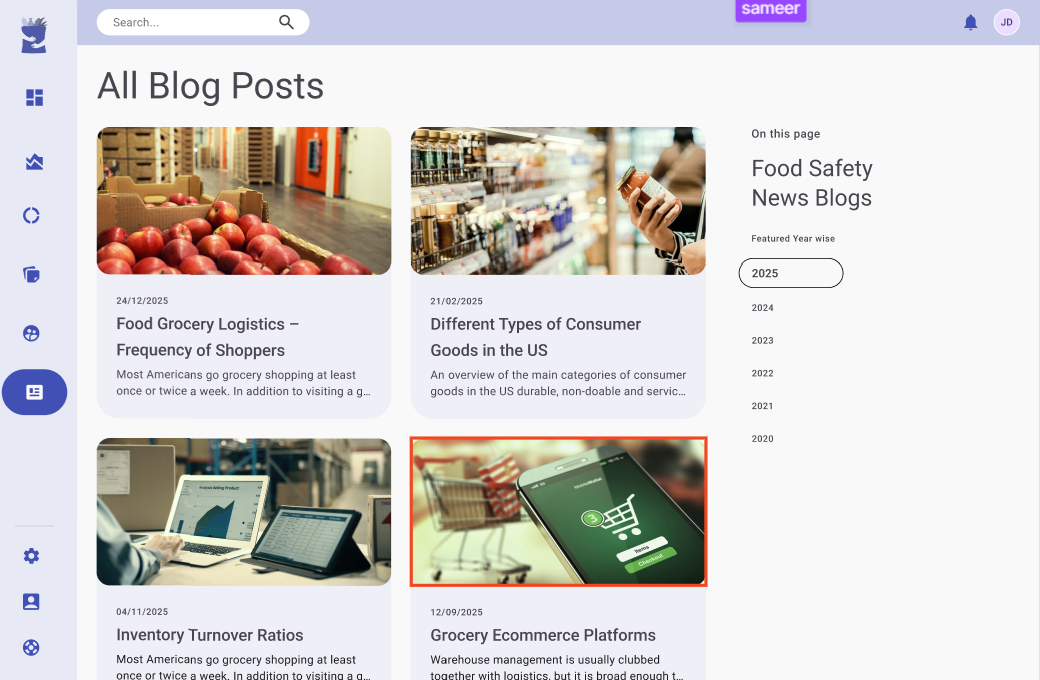 Search...
sameer
JD
All Blog Posts
24/12/2025
Food Grocery Logistics –
Frequency of Shoppers
Most Americans go grocery shopping at least
once or twice a week. In addition to visiting a g...
21/02/2025
Different Types of Consumer
Goods in the US
An overview of the main categories of consumer
goods in the US durable, non-doable and servic...
3
Items
Checkout
04/11/2025
Inventory Turnover Ratios
Most Americans go grocery shopping at least
once or twice a week. In addition to visiting a g...
12/09/2025
Grocery Ecommerce Platforms
Warehouse management is usually clubbed
together with logistics, but it is broad enough t...
On this page
Food Safety
News Blogs
Featured Year wise
2025
2024
2023
2022
2021
2020